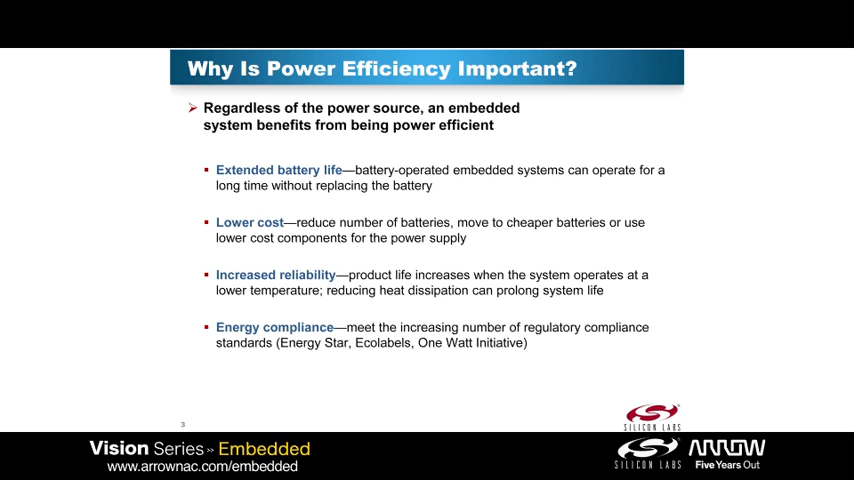 Why Is Power Efficiency Important?
Regardless of the power source, an embedded
system benefits from being power efficient
Extended battery life—battery-operated embedded systems can operate for a
long time without replacing the battery
Lower cost—reduce number of batteries, move to cheaper batteries or use
lower cost components for the power supply
Increased reliability—product life increases when the system operates at a
lower temperature; reducing heat dissipation can prolong system life
Energy compliance—meet the increasing number of regulatory compliance
standards (Energy Star, Ecolabels, One Watt Initiative)
3
SILICON LABS
Vision Series >> Embedded
www.arrownac.com/embedded
SILICON LABS
ARROW
Five Years Out